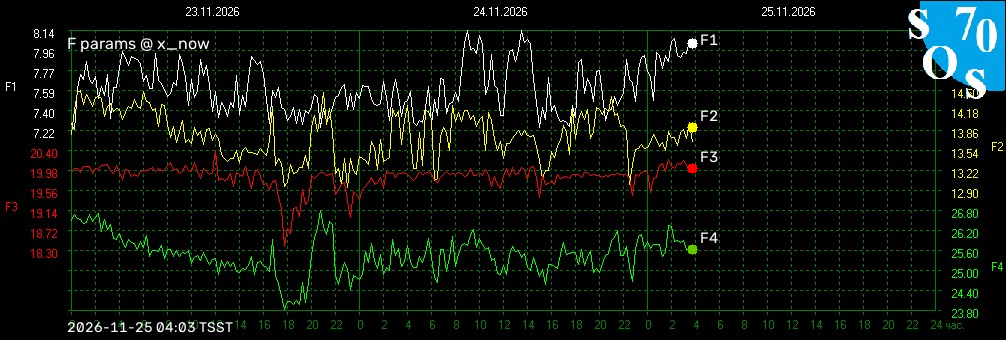 23.11.2026 24.11.2026 25.11.2026
F params @ x_now
8.14
7.96
7.77
7.59
7.40
7.22
F1
20.40
19.98
19.56
19.14
18.72
18.30
F3
F1
F2
F3
F4
SOS 70
14.18
13.86
13.54
13.22
12.90
F2
26.80
26.20
25.60
25.00
24.40
23.80
F4
2026-11-25 04:03 TSST
14 16 18 20 22 0 2 4 6 8 10 12 14 16 18 20 22 0 2 4 6 8 10 12 14 16 18 20 22 24 час.